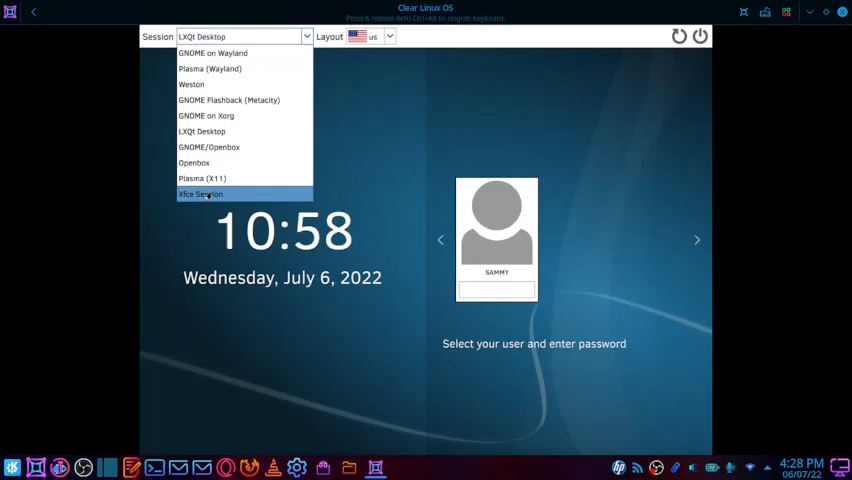 Clear Linux OS
Press & release (left) Ctrl+Alt to ungrab keyboard.
Session LXQt Desktop Layout us
GNOME on Wayland
Plasma (Wayland)
Weston
GNOME Flashback (Metacity)
GNOME on Xorg
LXQt Desktop
GNOME/Openbox
Openbox
Plasma (X11)
Xfce Session
10:58
Wednesday, July 6, 2022
SAMMY
Select your user and enter password
hp
4:28 PM
06/07/22